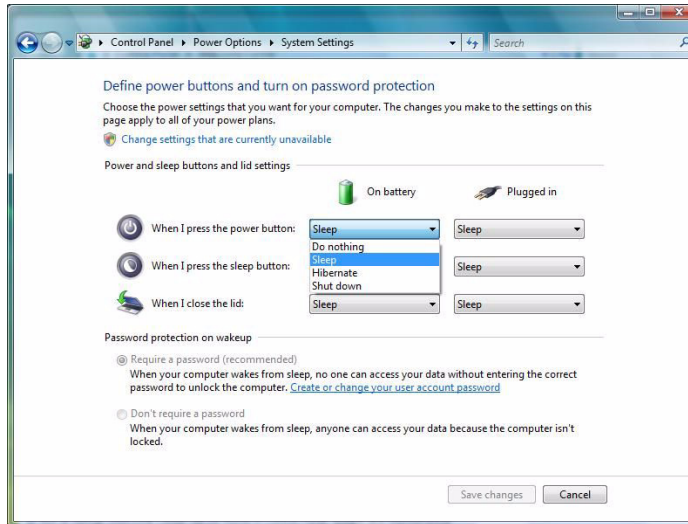 Control Panel ▸ Power Options ▸ System Settings
Search
Define power buttons and turn on password protection
Choose the power settings that you want for your computer. The changes you make to the settings on this
page apply to all of your power plans.
Change settings that are currently unavailable
Power and sleep buttons and lid settings
On battery Plugged in
When I press the power button: Sleep Sleep
Do nothing
Sleep
Hibernate
Shut down
When I press the sleep button: Sleep
When I close the lid: Sleep Sleep
Password protection on wakeup
Require a password (recommended)
When your computer wakes from sleep, no one can access your data without entering the correct
password to unlock the computer. Create or change your user account password
Don't require a password
When your computer wakes from sleep, anyone can access your data because the computer isn't
locked.
Save changes Cancel